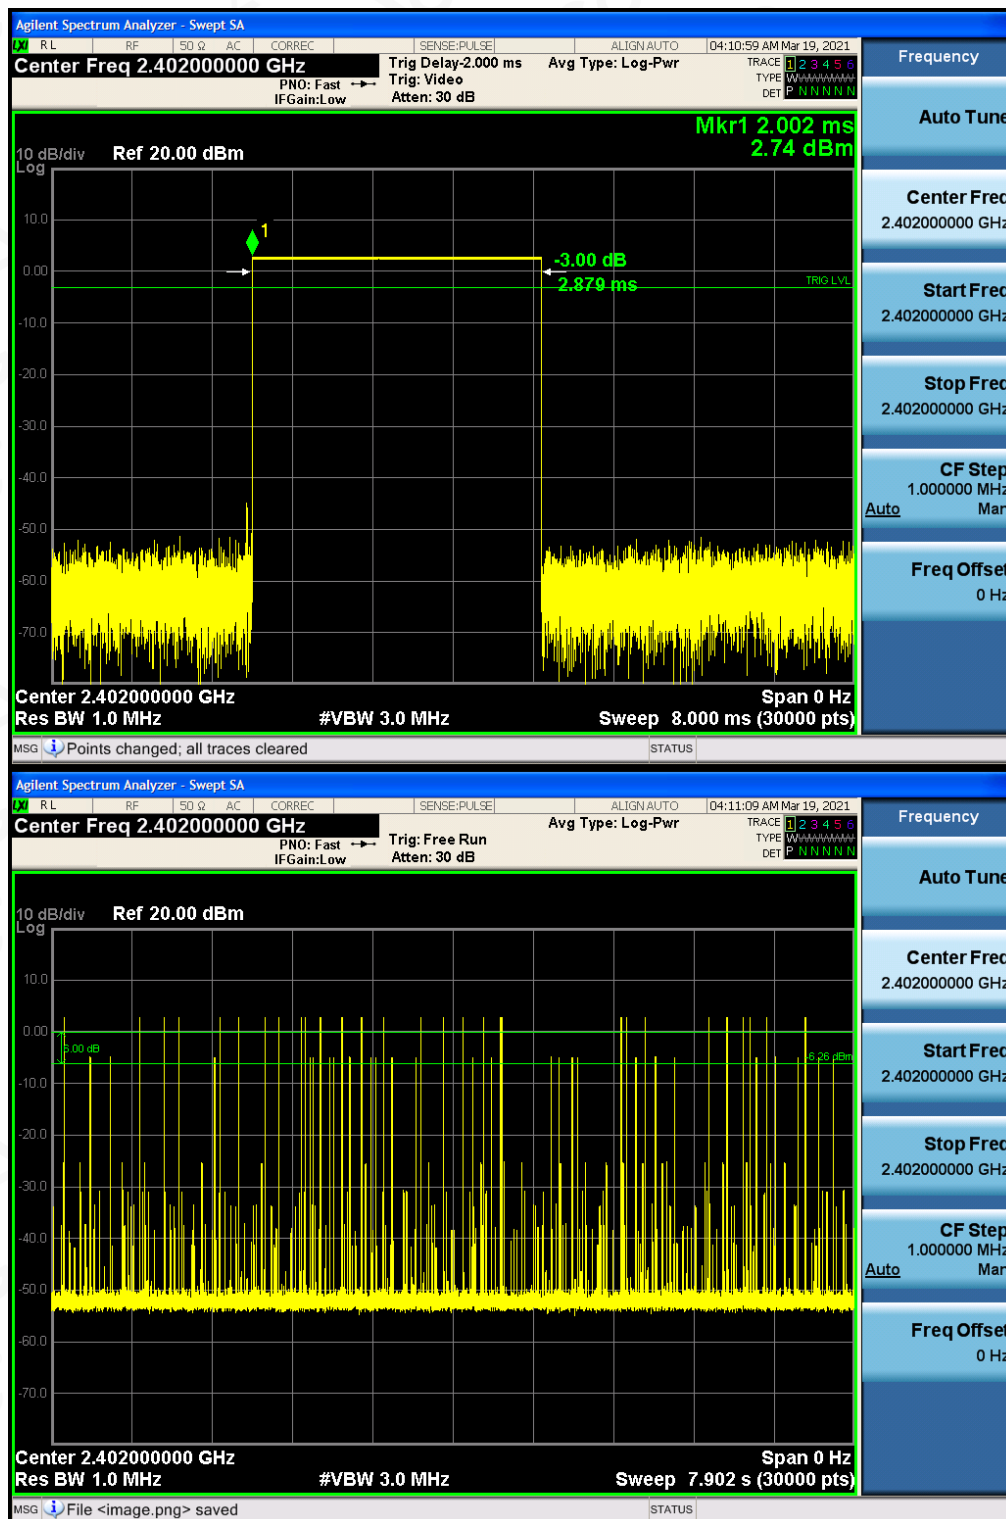 Agilent Spectrum Analyzer - Swept SA
LXI RL RF 50 Ω AC CORREC SENSE:PULSE ALIGN AUTO 04:10:59 AM Mar 19, 2021
Center Freq 2.402000000 GHz
PNO: Fast
IFGain:Low
Trig Delay-2.000 ms
Trig: Video
Atten: 30 dB
Avg Type: Log-Pwr
TRACE 1 2 3 4 5 6
TYPE WWWWWW
DET P N N N N N
Mkr1 2.002 ms
2.74 dBm
10 dB/div Ref 20.00 dBm
Log
10.0
1
-3.00 dB
0.00
2.879 ms
TRIG LVL
-10.0
-20.0
-30.0
-40.0
-50.0
-60.0
-70.0
Center 2.402000000 GHz Span 0 Hz
Res BW 1.0 MHz #VBW 3.0 MHz Sweep 8.000 ms (30000 pts)
MSG Points changed; all traces cleared STATUS
Frequency
Auto Tune
Center Freq
2.402000000 GHz
Start Freq
2.402000000 GHz
Stop Freq
2.402000000 GHz
CF Step
1.000000 MHz
Auto Man
Freq Offset
0 Hz
Agilent Spectrum Analyzer - Swept SA
LXI RL RF 50 Ω AC CORREC SENSE:PULSE ALIGN AUTO 04:11:09 AM Mar 19, 2021
Center Freq 2.402000000 GHz
PNO: Fast
IFGain:Low
Trig: Free Run
Atten: 30 dB
Avg Type: Log-Pwr
TRACE 1 2 3 4 5 6
TYPE WWWWWW
DET P N N N N N
10 dB/div Ref 20.00 dBm
Log
10.0
0.00
6.00 dB
-6.26 dBm
-10.0
-20.0
-30.0
-40.0
-50.0
-60.0
-70.0
Center 2.402000000 GHz Span 0 Hz
Res BW 1.0 MHz #VBW 3.0 MHz Sweep 7.902 s (30000 pts)
MSG File <image.png> saved STATUS
Frequency
Auto Tune
Center Freq
2.402000000 GHz
Start Freq
2.402000000 GHz
Stop Freq
2.402000000 GHz
CF Step
1.000000 MHz
Auto Man
Freq Offset
0 Hz